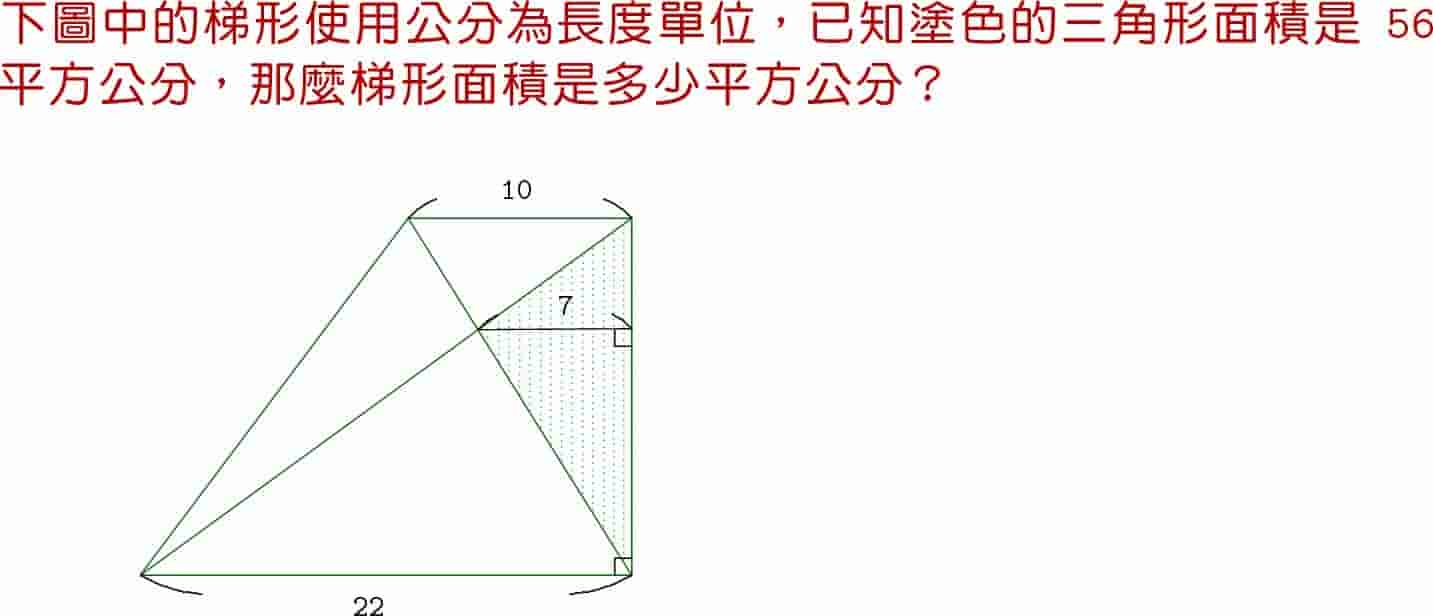 下圖中的梯形使用公分為長度單位，已知塗色的三角形面積是 56
平方公分，那麼梯形面積是多少平方公分？
10
7
22